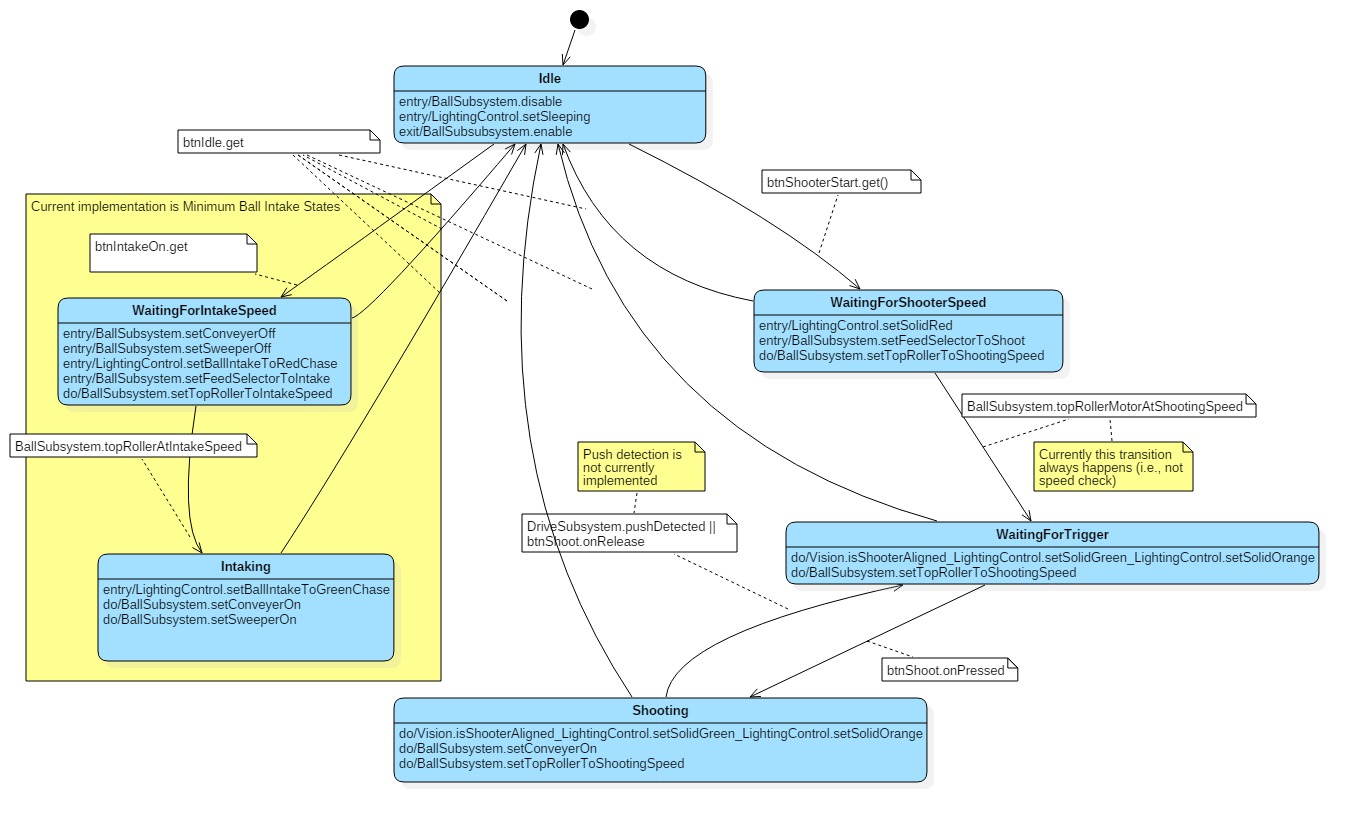 Idle
entry/BallSubsystem.disable
entry/LightingControl.setSleeping
exit/BallSubsubsystem.enable
btnIdle.get
btnShooterStart.get()
Current implementation is Minimum Ball Intake States
btnIntakeOn.get
WaitingForIntakeSpeed
entry/BallSubsystem.setConveyerOff
entry/BallSubsystem.setSweeperOff
entry/LightingControl.setBallIntakeToRedChase
entry/BallSubsystem.setFeedSelectorToIntake
do/BallSubsystem.setTopRollerToIntakeSpeed
WaitingForShooterSpeed
entry/LightingControl.setSolidRed
entry/BallSubsystem.setFeedSelectorToShoot
do/BallSubsystem.setTopRollerToShootingSpeed
BallSubsystem.topRollerMotorAtShootingSpeed
BallSubsystem.topRollerAtIntakeSpeed
Push detection is
not currently
implemented
Currently this transition
always happens (i.e., not
speed check)
DriveSubsystem.pushDetected ||
btnShoot.onRelease
WaitingForTrigger
do/Vision.isShooterAligned_LightingControl.setSolidGreen_LightingControl.setSolidOrange
do/BallSubsystem.setTopRollerToShootingSpeed
Intaking
entry/LightingControl.setBallIntakeToGreenChase
do/BallSubsystem.setConveyerOn
do/BallSubsystem.setSweeperOn
btnShoot.onPressed
Shooting
do/Vision.isShooterAligned_LightingControl.setSolidGreen_LightingControl.setSolidOrange
do/BallSubsystem.setConveyerOn
do/BallSubsystem.setTopRollerToShootingSpeed